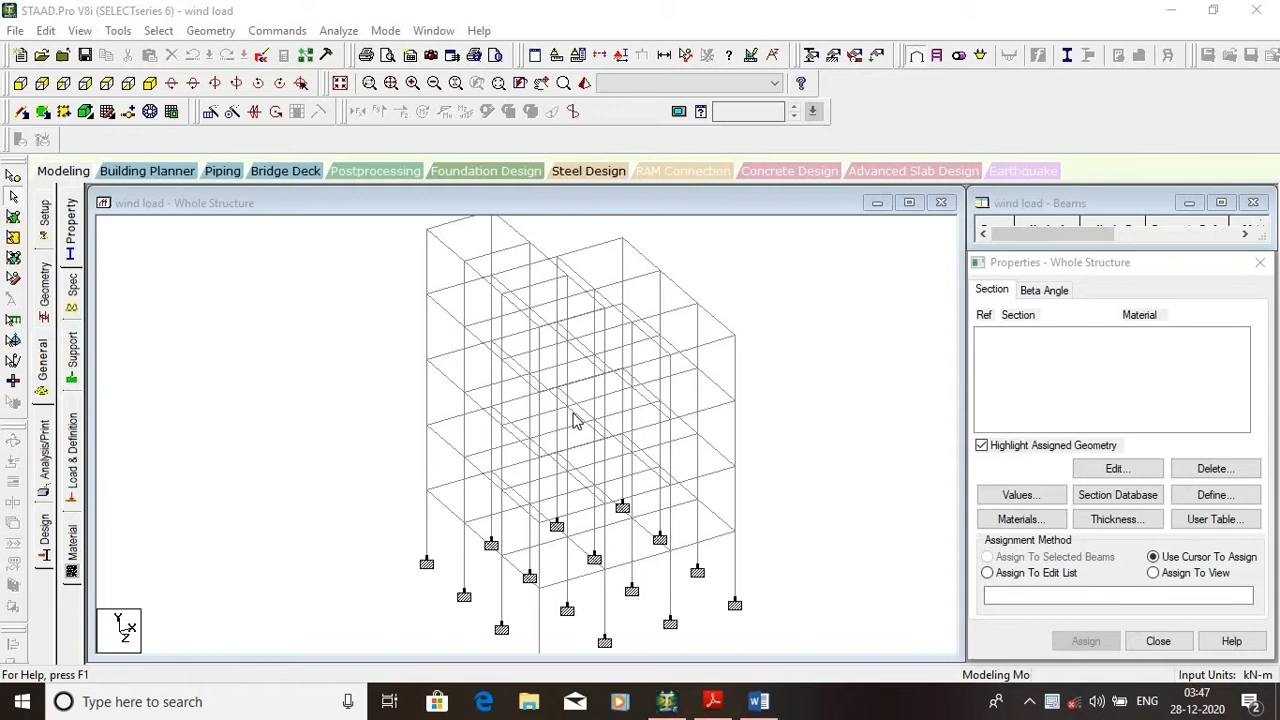 STAAD.Pro V8i (SELECTseries 6) - wind load
File Edit View Tools Select Geometry Commands Analyze Mode Window Help
Modeling Building Planner Piping Bridge Deck Postprocessing Foundation Design Steel Design RAM Connection Concrete Design Advanced Slab Design Earthquake
wind load - Whole Structure
wind load - Beams
Setup
Geometry
General
Analysis/Print
Design
Property
Spec
Support
Load & Definition
Material
Properties - Whole Structure
Section Beta Angle
Ref Section Material
Highlight Assigned Geometry
Edit... Delete...
Values... Section Database Define...
Materials... Thickness... User Table...
Assignment Method
Assign To Selected Beams Use Cursor To Assign
Assign To Edit List Assign To View
Assign Close Help
Y
X
Z
For Help, press F1 Modeling Mo Input Units: kN-m
Type here to search
ENG
03:47
28-12-2020
2